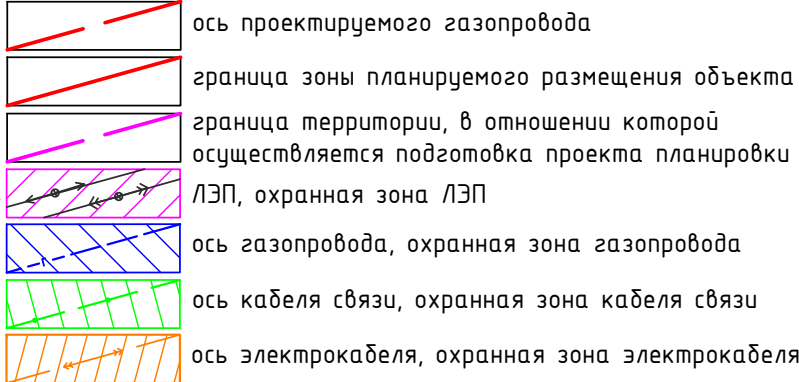 ось проектируемого газопровода
граница зоны планируемого размещения объекта
граница территории, в отношении которой
осуществляется подготовка проекта планировки
ЛЭП, охранная зона ЛЭП
ось газопровода, охранная зона газопровода
ось кабеля связи, охранная зона кабеля связи
ось электрокабеля, охранная зона электрокабеля